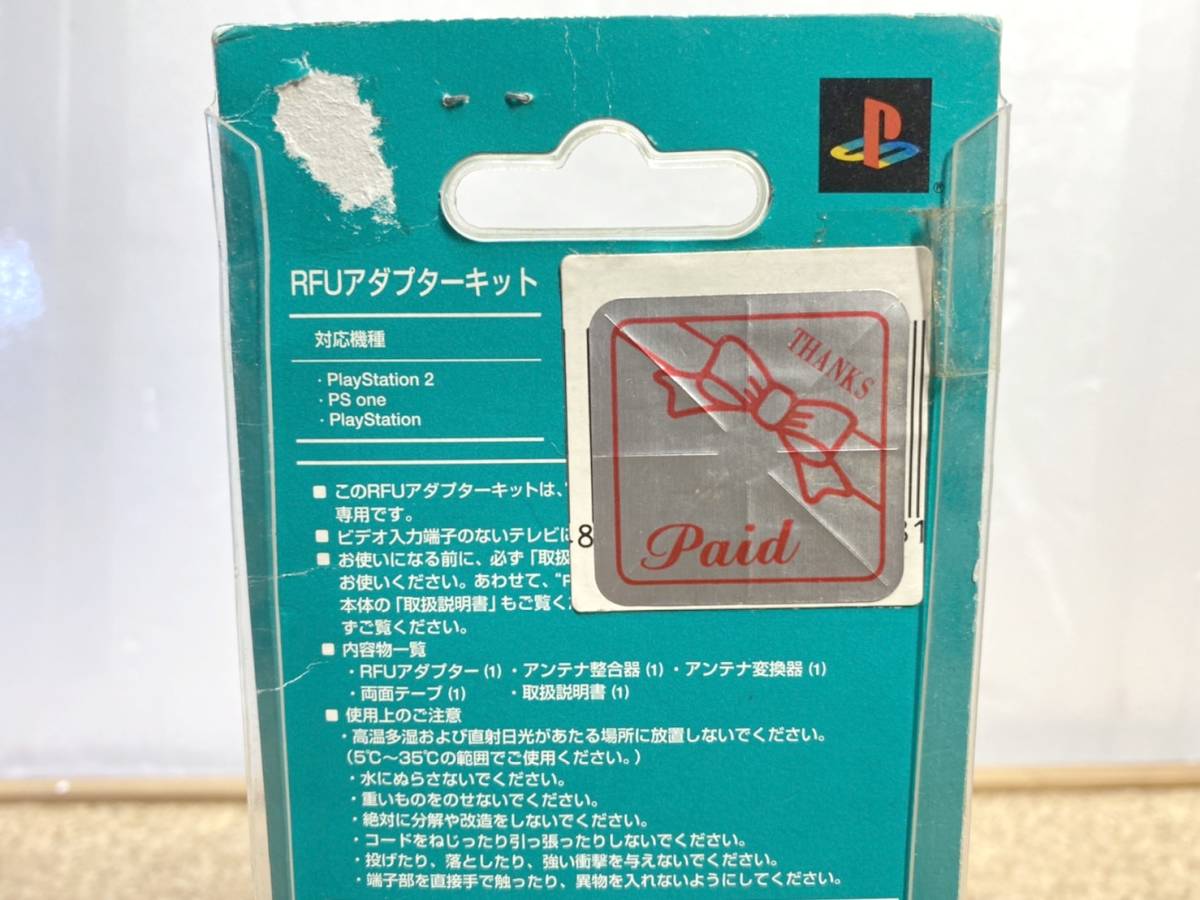 ®
RFUアダプターキット
対応機種
・PlayStation 2
・PS one
・PlayStation
THANKS
Paid
8
51
■ このRFUアダプターキットは、
専用です。
■ ビデオ入力端子のないテレビに
■ お使いになる前に、必ず「取扱
お使いください。あわせて、"
本体の「取扱説明書」もご覧く
ずご覧ください。
■ 内容物一覧
・RFUアダプター (1) ・アンテナ整合器 (1) ・アンテナ変換器 (1)
・両面テープ (1) ・取扱説明書 (1)
■ 使用上のご注意
・高温多湿および直射日光があたる場所に放置しないでください。
(5℃〜35℃の範囲でご使用ください。)
・水にぬらさないでください。
・重いものをのせないでください。
・絶対に分解や改造をしないでください。
・コードをねじったり引っ張ったりしないでください。
・投げたり、落としたり、強い衝撃を与えないでください。
・端子部を直接手で触ったり、異物を入れないようにしてください。